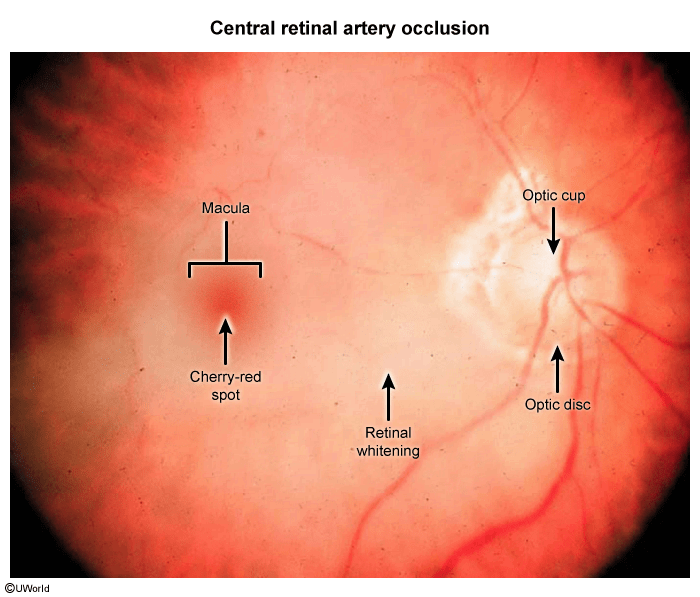 Central retinal artery occlusion
Optic cup
Macula
Cherry-red
spot
Optic disc
Retinal
whitening
©UWorld